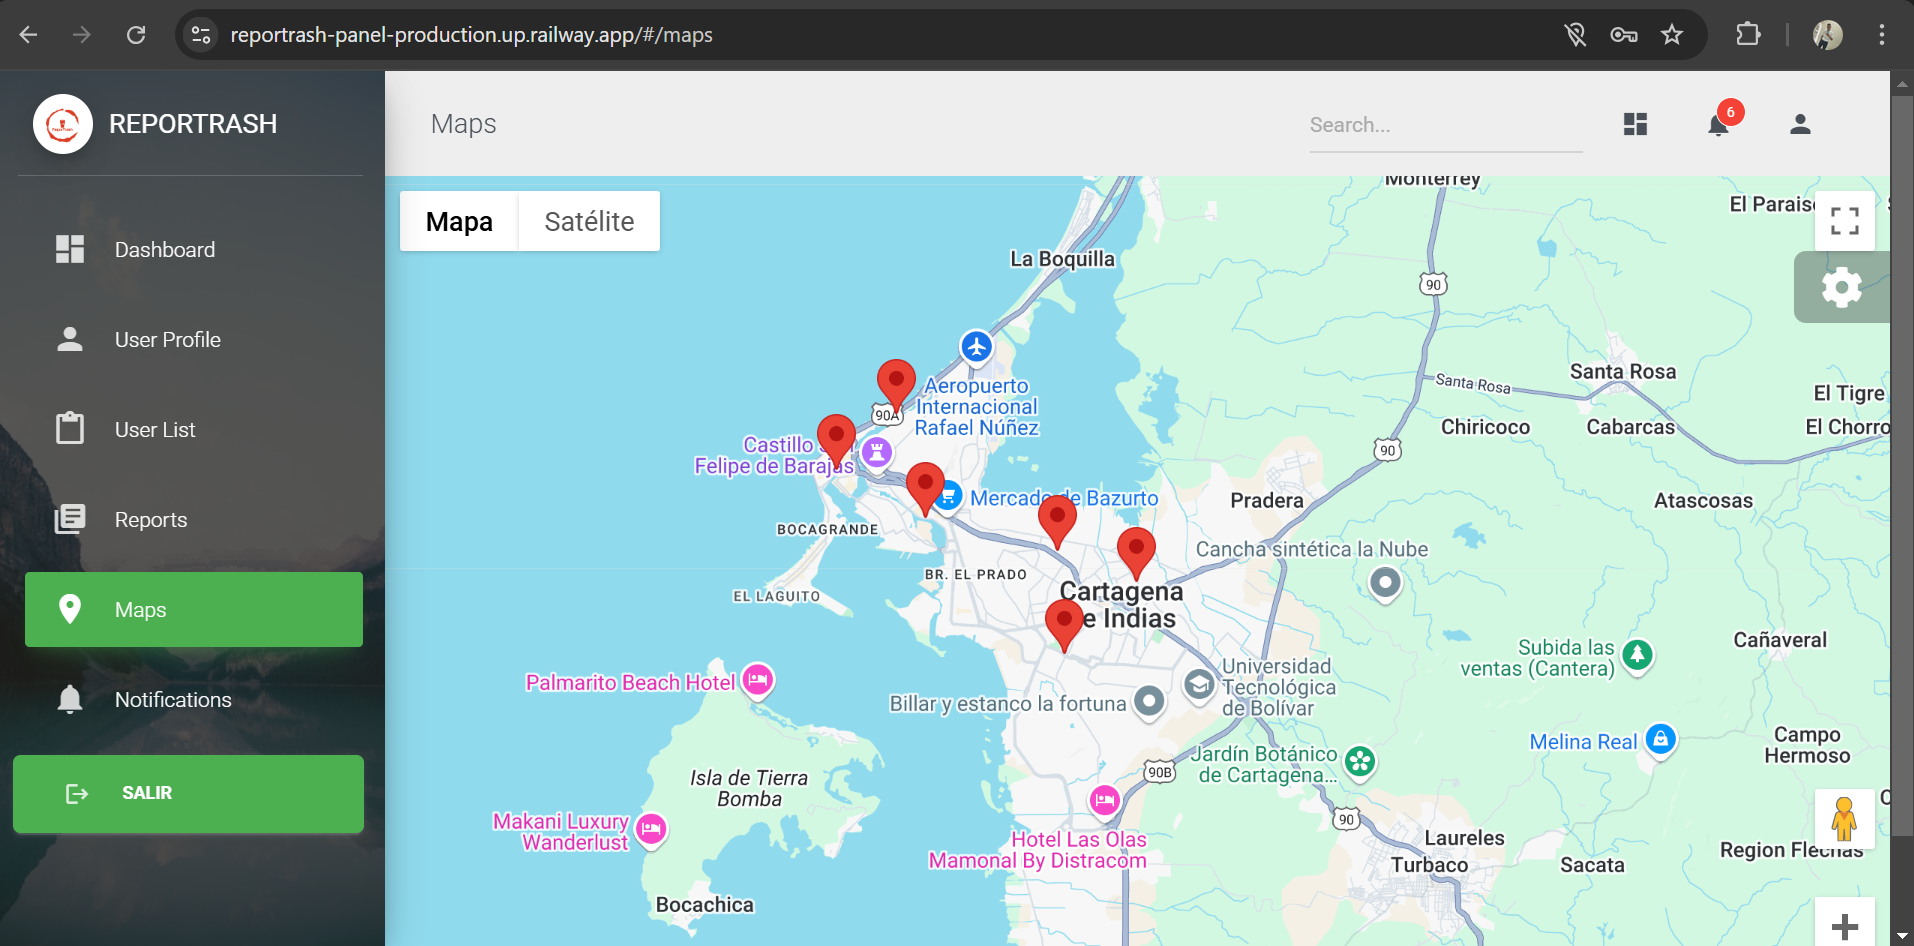 reportrash-panel-production.up.railway.app/#/maps
REPORTRASH
Dashboard
User Profile
User List
Reports
Maps
Notifications
SALIR
Maps
Search...
6
Mapa
Satélite
Monterrey
El Parais
La Boquilla
90
Santa Rosa
Santa Rosa
El Tigre
Aeropuerto
Internacional
Rafael Núñez
90A
Chiricoco
Cabarcas
El Chorro
Castillo
Felipe de Barajas
90
Mercado de Bazurto
Pradera
Atascosas
BOCAGRANDE
Cancha sintética la Nube
BR. EL PRADO
EL LAGUITO
Cartagena
e Indias
Cañaveral
Subida las
ventas (Cantera)
Palmarito Beach Hotel
Universidad
Tecnológica
de Bolívar
Billar y estanco la fortuna
Melina Real
Campo
Hermoso
Jardín Botánico
de Cartagena...
90B
Isla de Tierra
Bomba
Makani Luxury
Wanderlust
90
Hotel Las Olas
Mamonal By Distracom
Laureles
Turbaco
Sacata
Region Flechas
Bocachica